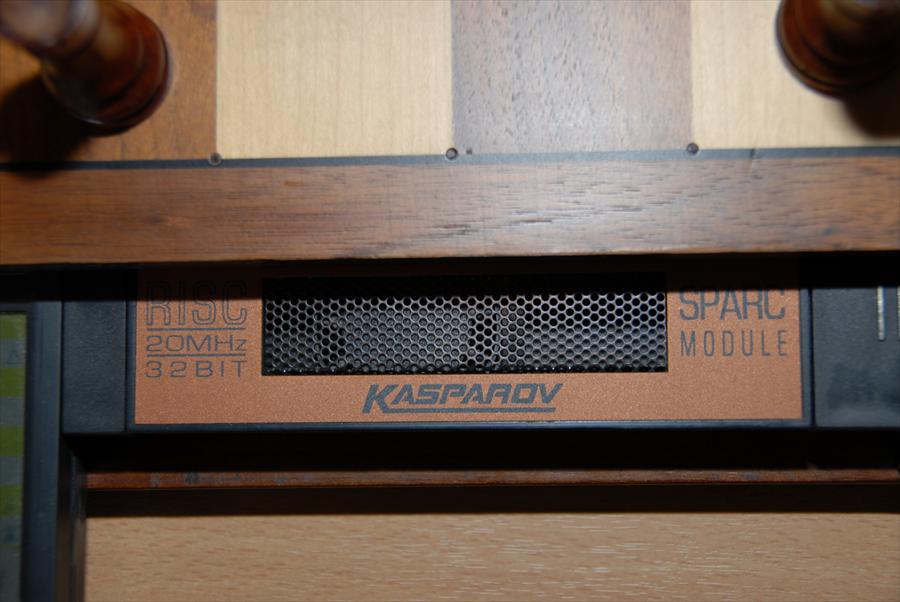 RISC
20MHz
32BIT
KASPAROV
SPARC
MODULE